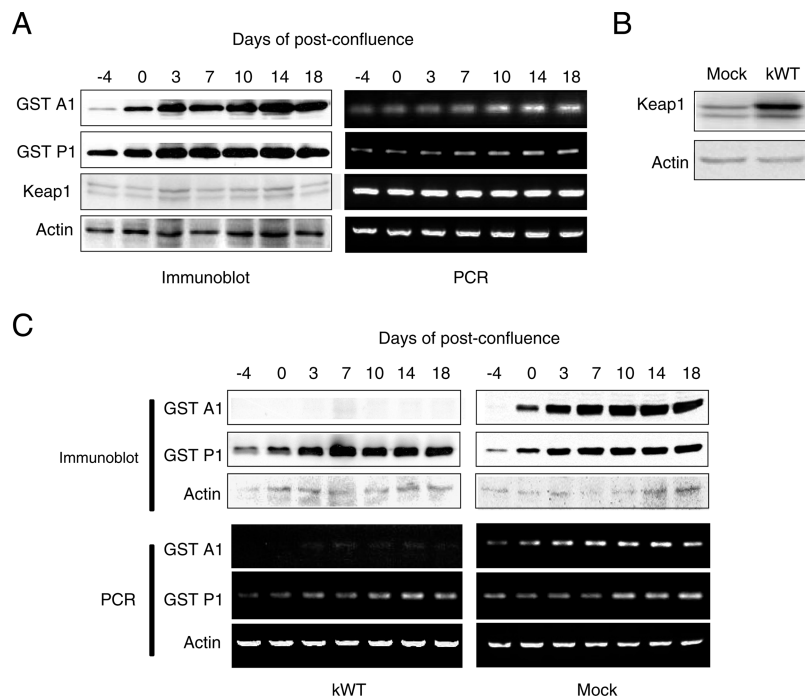 A
Days of post-confluence
-4 0 3 7 10 14 18
GST A1
GST P1
Keap1
Actin
Immunoblot PCR
-4 0 3 7 10 14 18
B
Mock kWT
Keap1
Actin
C
Days of post-confluence
-4 0 3 7 10 14 18 -4 0 3 7 10 14 18
Immunoblot
GST A1
GST P1
Actin
PCR
GST A1
GST P1
Actin
kWT Mock